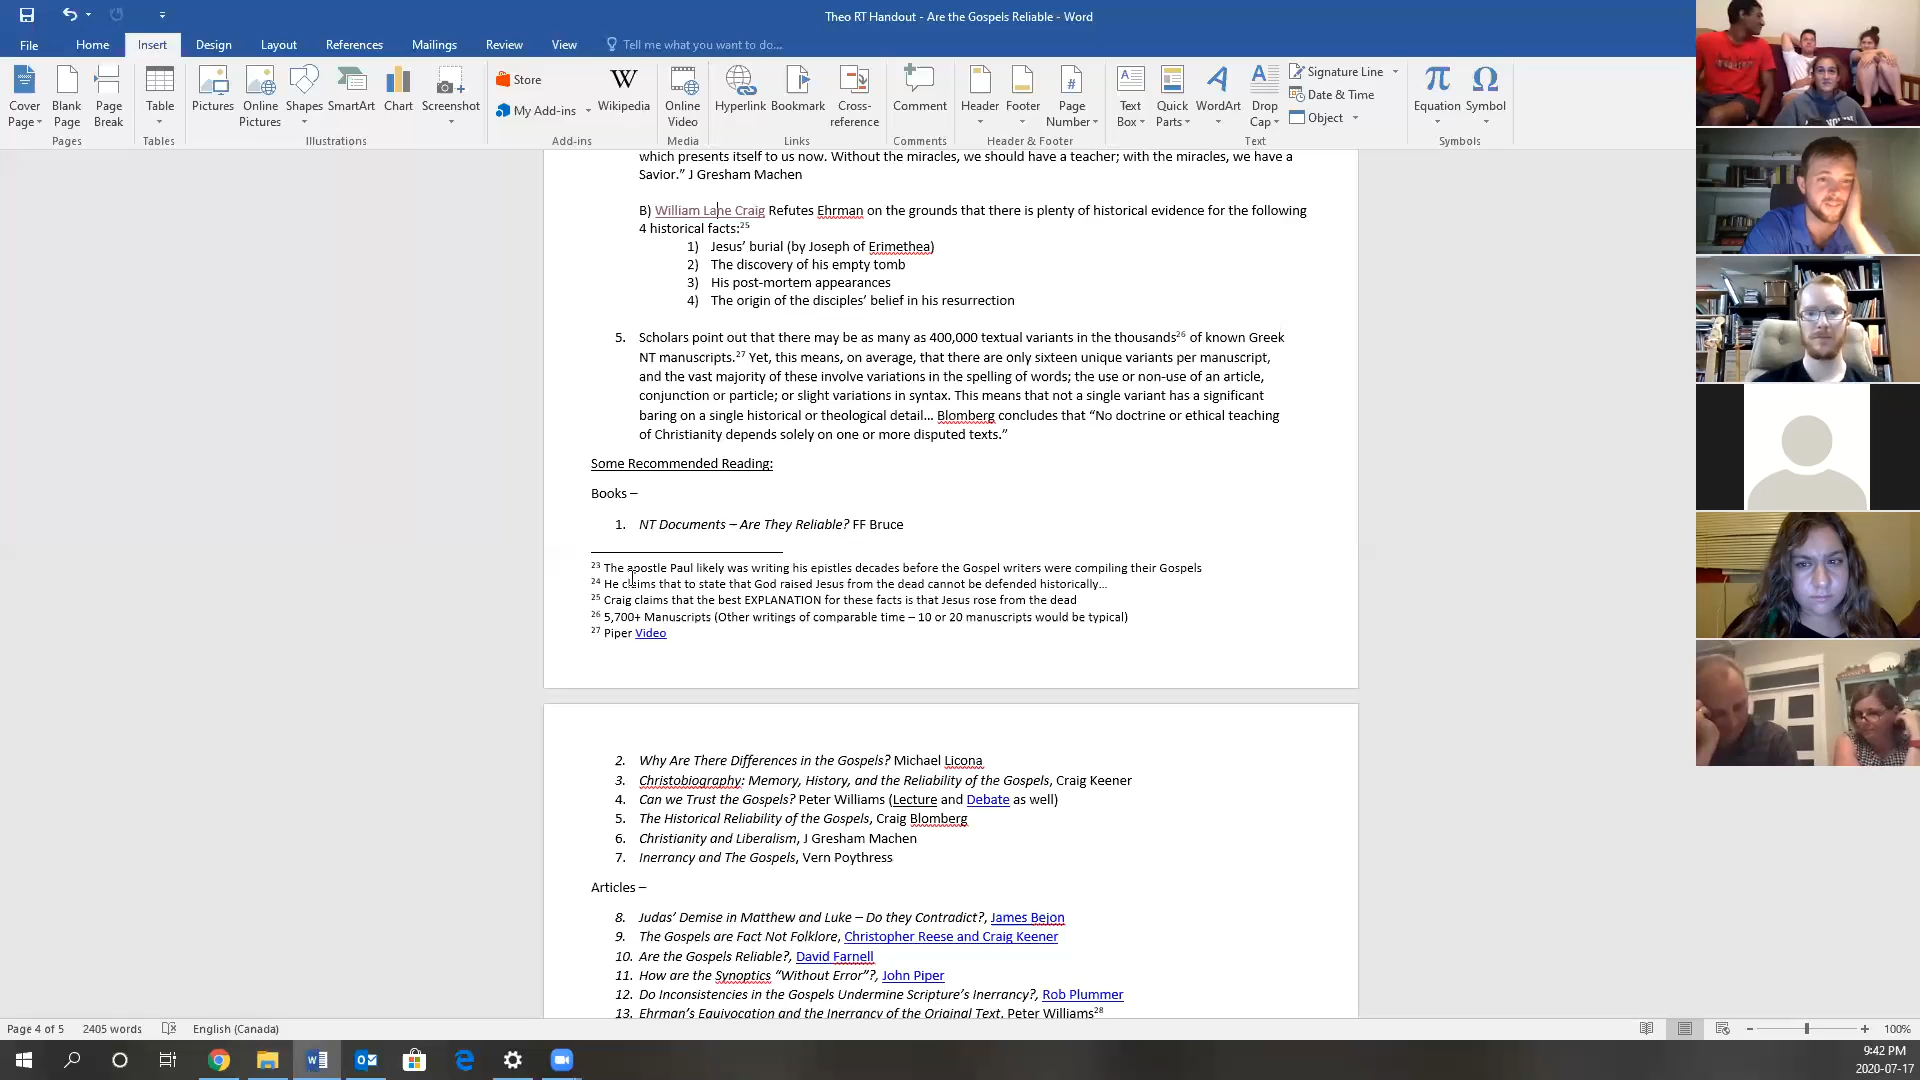 Theo RT Handout - Are the Gospels Reliable - Word
File Home Insert Design Layout References Mailings Review View Tell me what you want to do...
Cover Page
Blank Page
Page Break
Table
Pictures
Online Pictures
Shapes
SmartArt
Chart
Screenshot
Store
My Add-ins
Wikipedia
Online Video
Hyperlink
Bookmark
Cross-reference
Comment
Header
Footer
Page Number
Text Box
Quick Parts
WordArt
Drop Cap
Signature Line
Date & Time
Object
Equation
Symbol
Pages Tables Illustrations Add-ins Media Links Comments Header & Footer Text Symbols
which presents itself to us now. Without the miracles, we should have a teacher; with the miracles, we have a
Savior.” J Gresham Machen
B) William Lane Craig Refutes Ehrman on the grounds that there is plenty of historical evidence for the following
4 historical facts:25
1) Jesus’ burial (by Joseph of Erimethea)
2) The discovery of his empty tomb
3) His post-mortem appearances
4) The origin of the disciples’ belief in his resurrection
5. Scholars point out that there may be as many as 400,000 textual variants in the thousands26 of known Greek
NT manuscripts.27 Yet, this means, on average, that there are only sixteen unique variants per manuscript,
and the vast majority of these involve variations in the spelling of words; the use or non-use of an article,
conjunction or particle; or slight variations in syntax. This means that not a single variant has a significant
baring on a single historical or theological detail… Blomberg concludes that “No doctrine or ethical teaching
of Christianity depends solely on one or more disputed texts.”
Some Recommended Reading:
Books –
1. NT Documents – Are They Reliable? FF Bruce
23 The apostle Paul likely was writing his epistles decades before the Gospel writers were compiling their Gospels
24 He claims that to state that God raised Jesus from the dead cannot be defended historically…
25 Craig claims that the best EXPLANATION for these facts is that Jesus rose from the dead
26 5,700+ Manuscripts (Other writings of comparable time – 10 or 20 manuscripts would be typical)
27 Piper Video
2. Why Are There Differences in the Gospels? Michael Licona
3. Christobiography: Memory, History, and the Reliability of the Gospels, Craig Keener
4. Can we Trust the Gospels? Peter Williams (Lecture and Debate as well)
5. The Historical Reliability of the Gospels, Craig Blomberg
6. Christianity and Liberalism, J Gresham Machen
7. Inerrancy and The Gospels, Vern Poythress
Articles –
8. Judas’ Demise in Matthew and Luke – Do they Contradict?, James Bejon
9. The Gospels are Fact Not Folklore, Christopher Reese and Craig Keener
10. Are the Gospels Reliable?, David Farnell
11. How are the Synoptics “Without Error”?, John Piper
12. Do Inconsistencies in the Gospels Undermine Scripture’s Inerrancy?, Rob Plummer
13. Ehrman’s Equivocation and the Inerrancy of the Original Text, Peter Williams28
Page 4 of 5 2405 words English (Canada) 100%
9:42 PM
2020-07-17